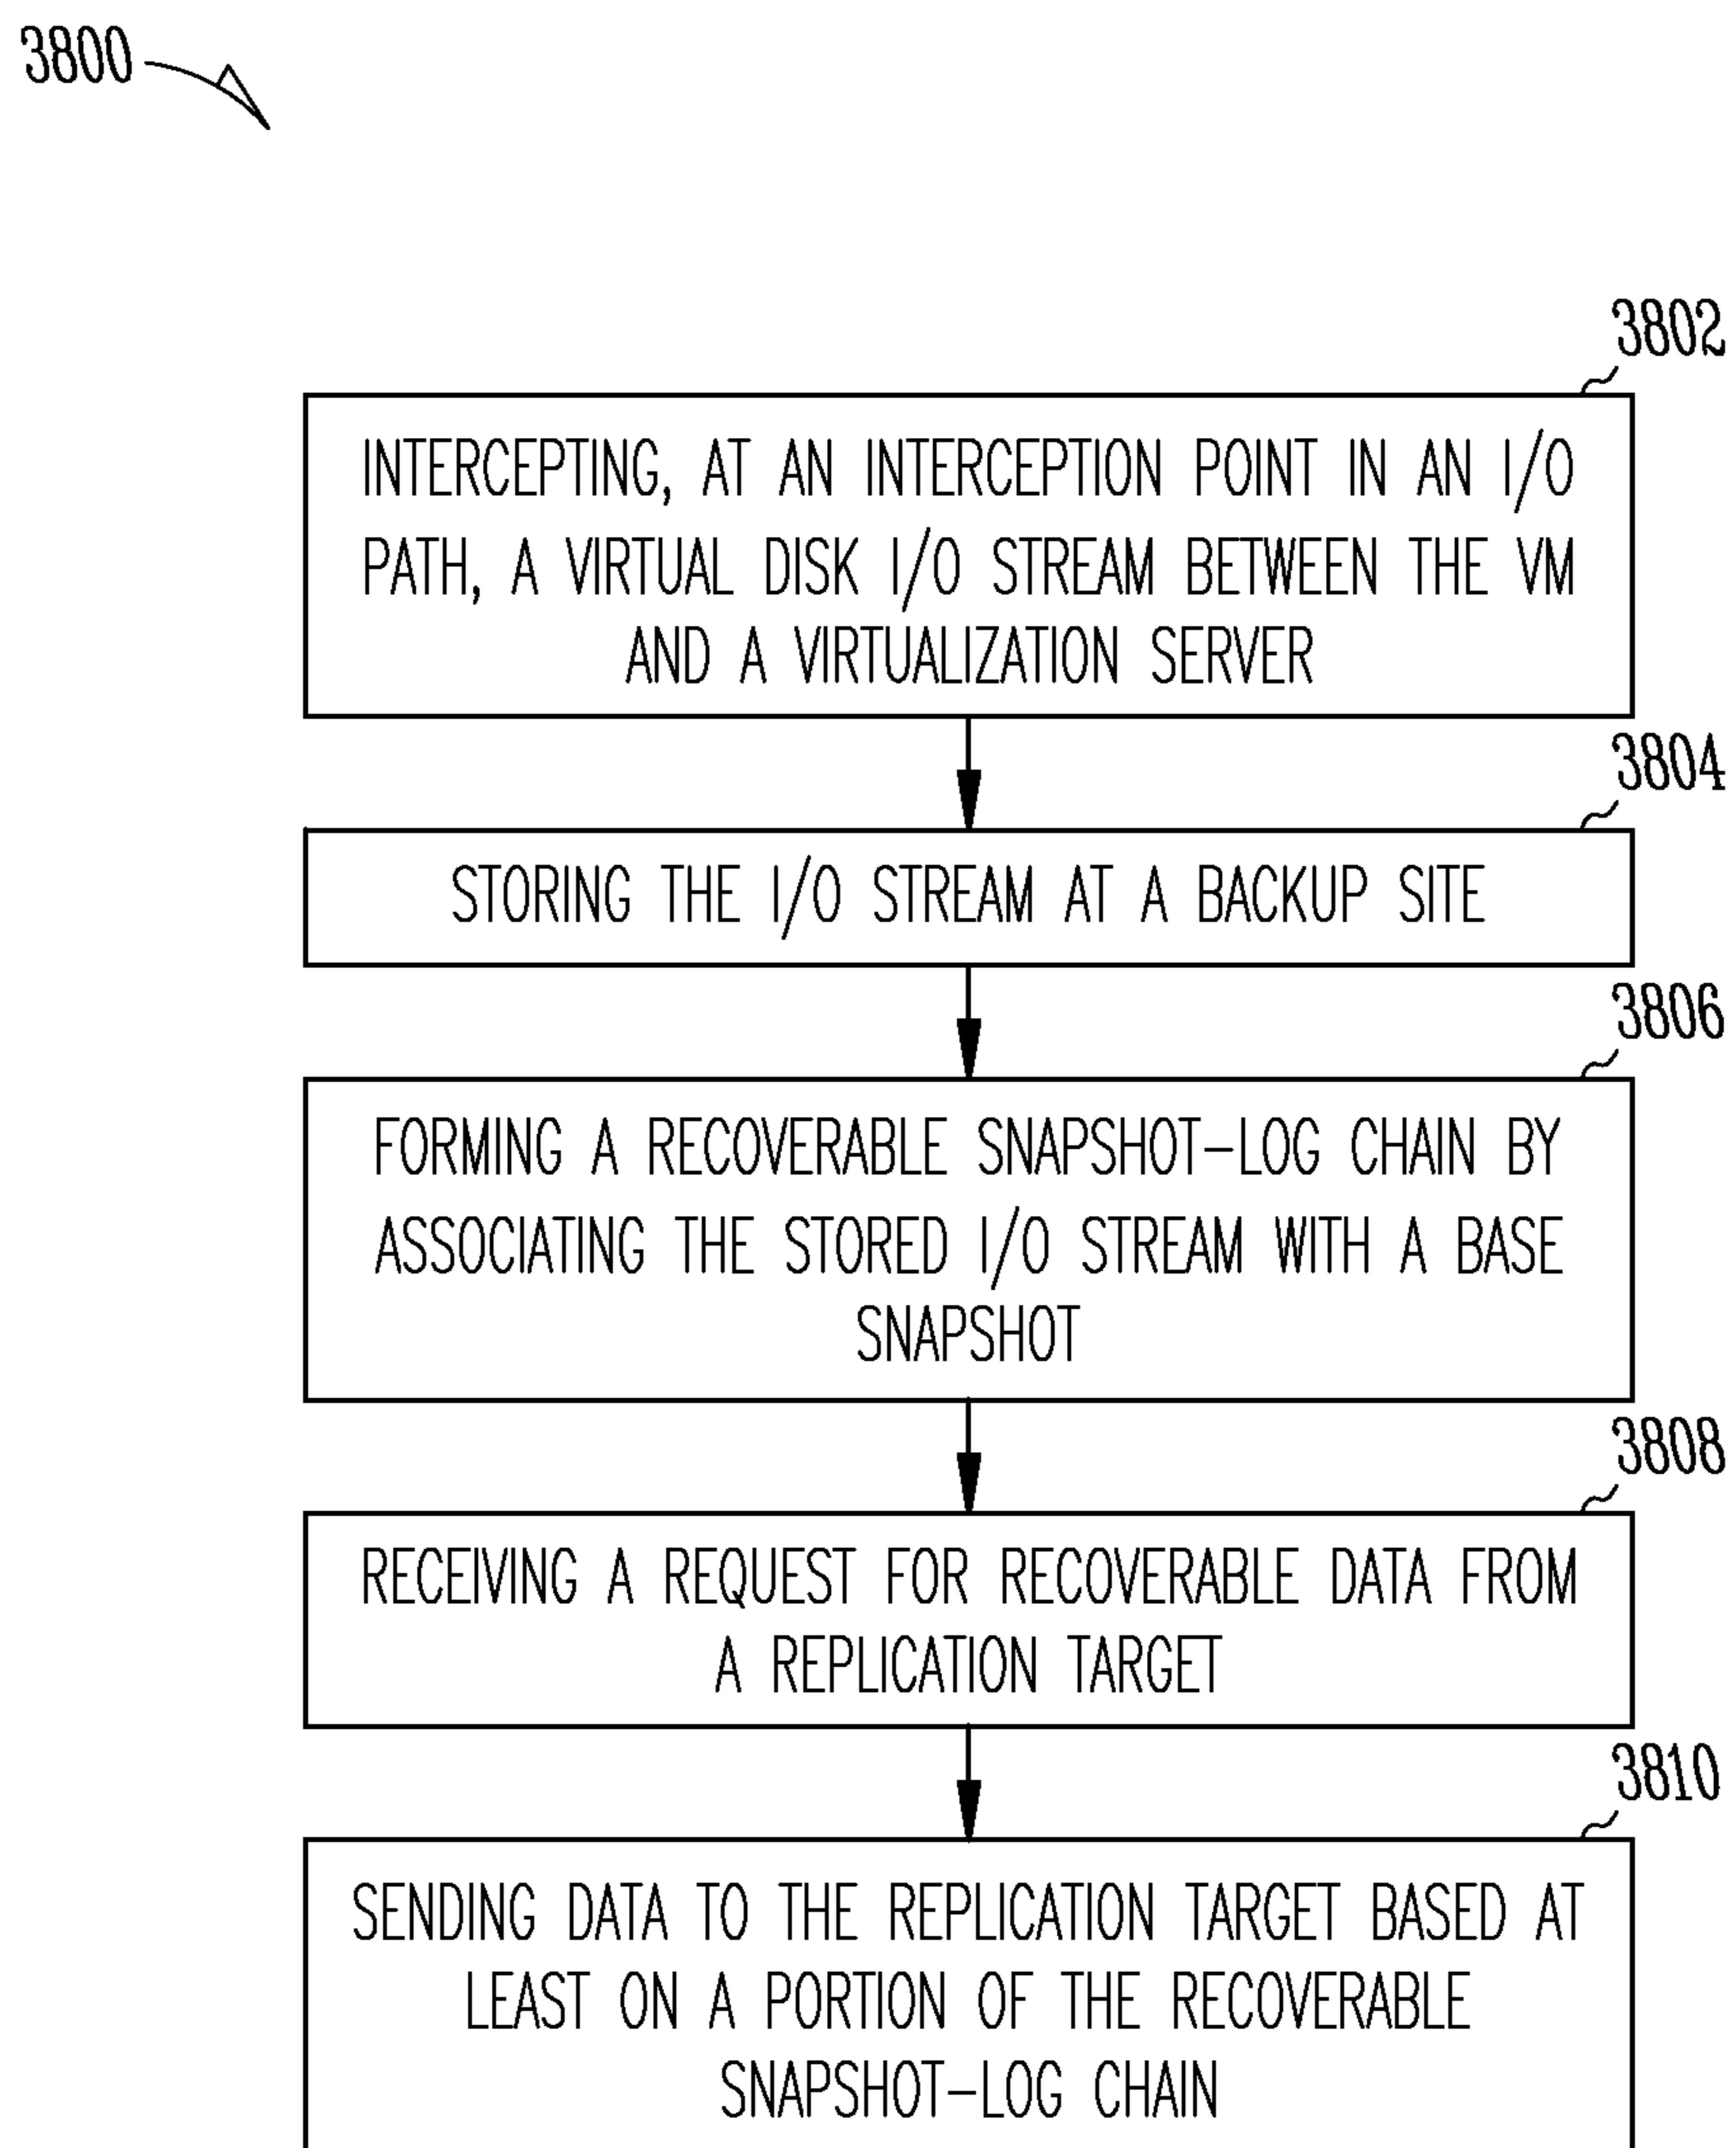 3800
3802
INTERCEPTING, AT AN INTERCEPTION POINT IN AN I/O
PATH, A VIRTUAL DISK I/O STREAM BETWEEN THE VM
AND A VIRTUALIZATION SERVER
3804
STORING THE I/O STREAM AT A BACKUP SITE
3806
FORMING A RECOVERABLE SNAPSHOT-LOG CHAIN BY
ASSOCIATING THE STORED I/O STREAM WITH A BASE
SNAPSHOT
3808
RECEIVING A REQUEST FOR RECOVERABLE DATA FROM
A REPLICATION TARGET
3810
SENDING DATA TO THE REPLICATION TARGET BASED AT
LEAST ON A PORTION OF THE RECOVERABLE
SNAPSHOT-LOG CHAIN